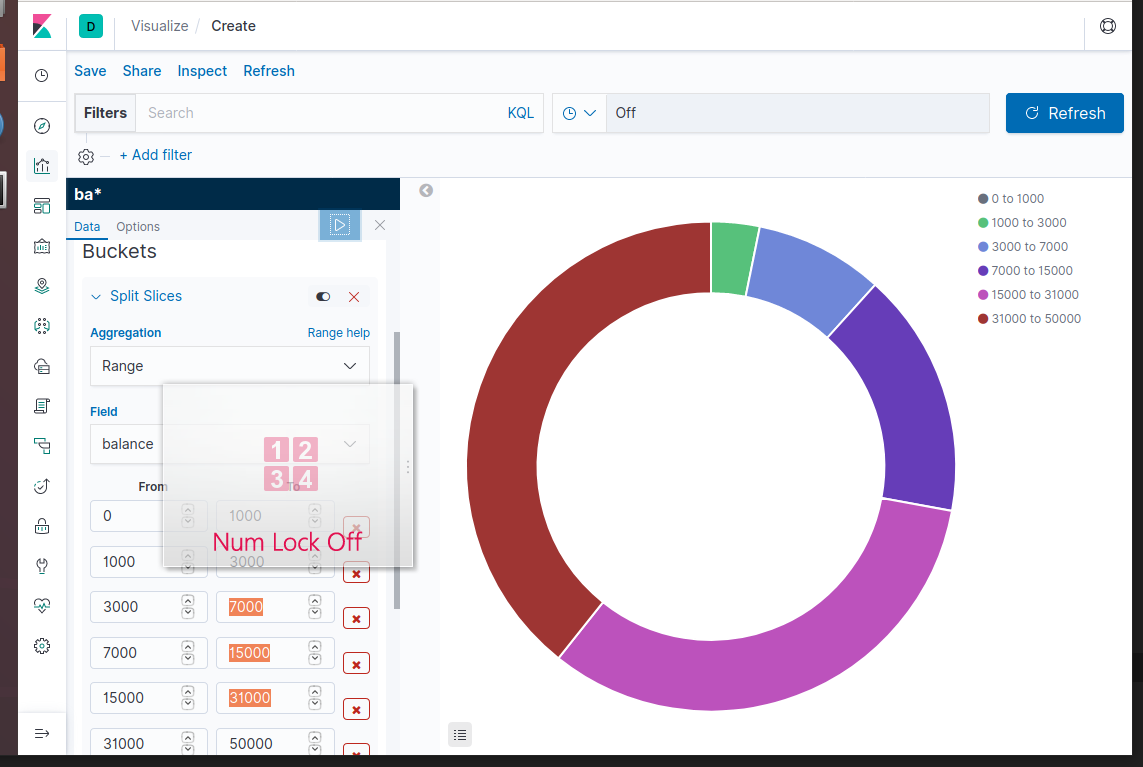 D Visualize / Create
Save Share Inspect Refresh
Filters Search KQL Off Refresh
+ Add filter
ba*
Data Options
Buckets
Split Slices
Aggregation Range help
Range
Field
balance
1 2
3 4
From To
0 1000
Num Lock Off
1000 3000
3000 7000
7000 15000
15000 31000
31000 50000
0 to 1000
1000 to 3000
3000 to 7000
7000 to 15000
15000 to 31000
31000 to 50000